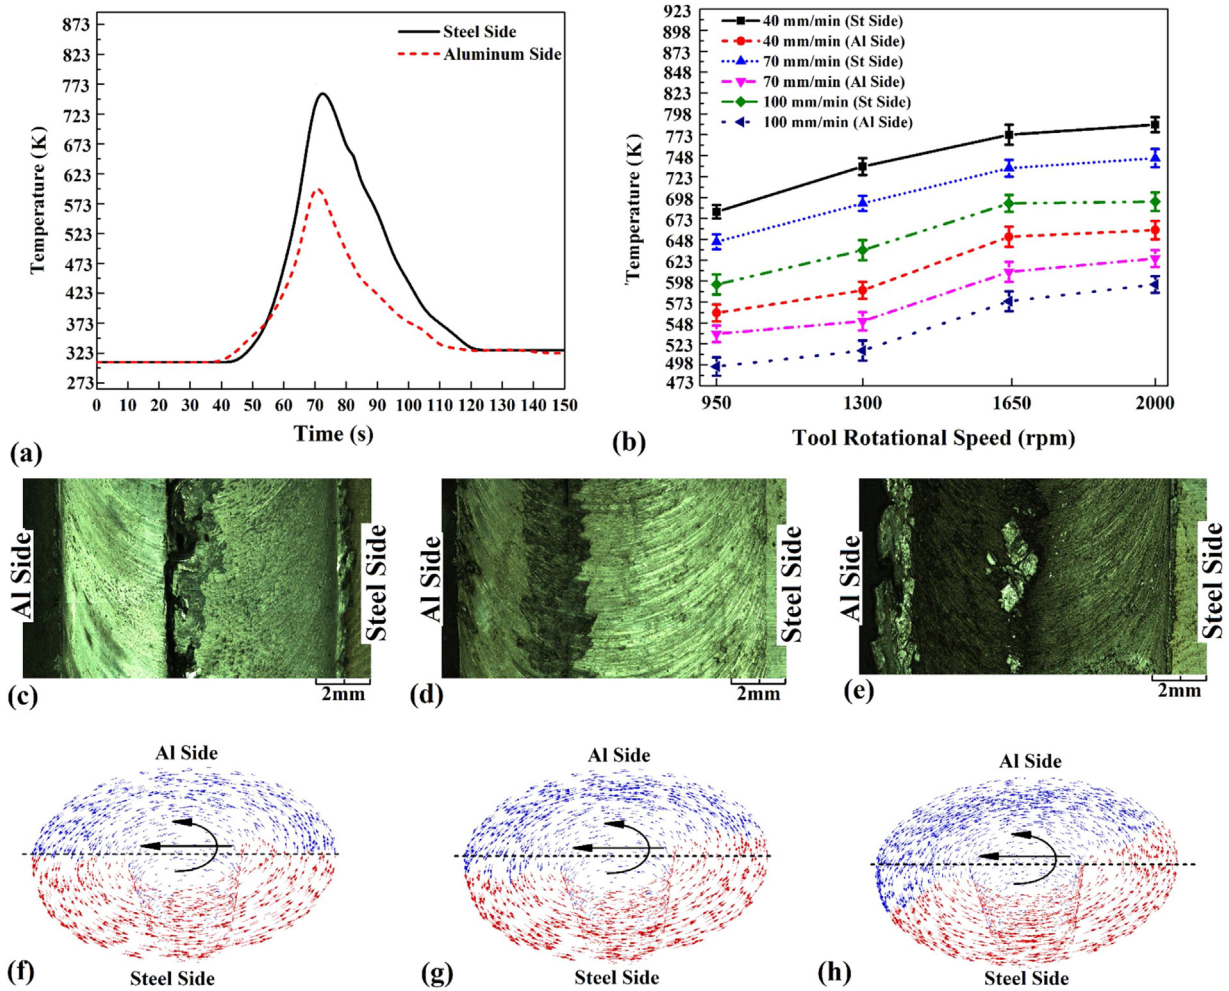 873
823
773
723
673
623
573
523
473
423
373
323
273
Temperature (K)
Steel Side
Aluminum Side
0 10 20 30 40 50 60 70 80 90 100 110 120 130 140 150
Time (s)
(a)
923
898
873
848
823
798
773
748
723
698
673
648
623
598
573
548
523
498
473
Temperature (K)
40 mm/min (St Side)
40 mm/min (Al Side)
70 mm/min (St Side)
70 mm/min (Al Side)
100 mm/min (St Side)
100 mm/min (Al Side)
950 1300 1650 2000
Tool Rotational Speed (rpm)
(b)
Al Side
Steel Side
2mm
(c)
Al Side
Steel Side
2mm
(d)
Al Side
Steel Side
2mm
(e)
Al Side
Steel Side
(f)
Al Side
Steel Side
(g)
Al Side
Steel Side
(h)